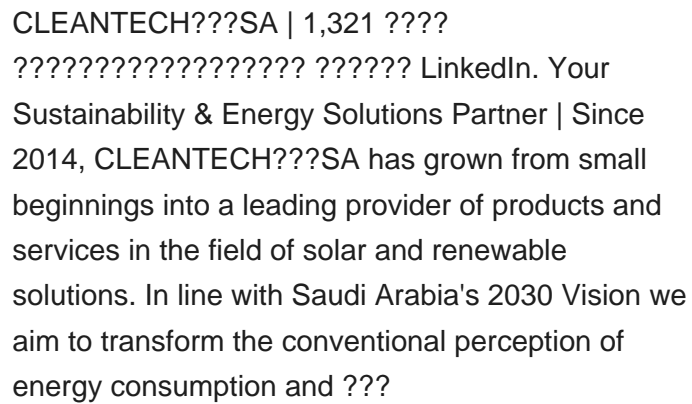 CLEANTECH???SA | 1,321 ????
?????????????????? ?????? LinkedIn. Your
Sustainability & Energy Solutions Partner | Since
2014, CLEANTECH???SA has grown from small
beginnings into a leading provider of products and
services in the field of solar and renewable
solutions. In line with Saudi Arabia's 2030 Vision we
aim to transform the conventional perception of
energy consumption and ???